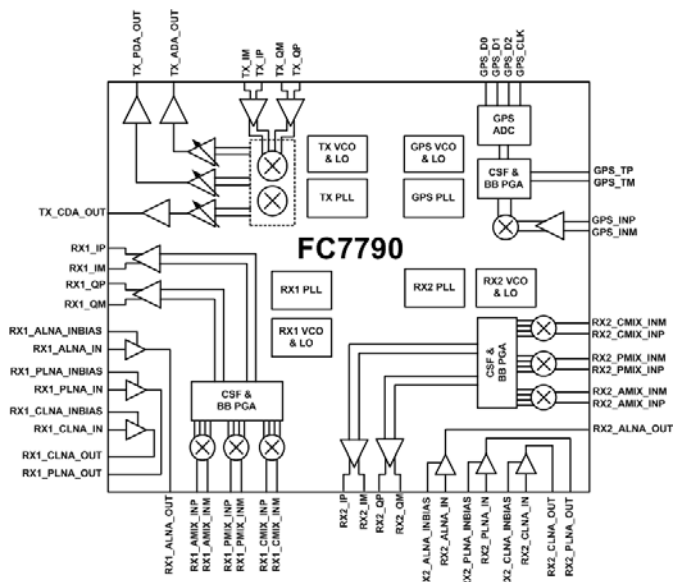 TX_PDA_OUT
TX_ADA_OUT
TX_IM
TX_IP
TX_QM
TX_QP
GPS_D0
GPS_D1
GPS_D2
GPS_CLK
GPS
ADC
TX VCO
& LO
GPS VCO
& LO
CSF &
BB PGA
GPS_TP
GPS_TM
TX PLL
GPS PLL
TX_CDA_OUT
GPS_INP
GPS_INM
FC7790
RX1_IP
RX1_IM
RX1_QP
RX1_QM
RX1 PLL
RX2 PLL
RX2 VCO
& LO
RX1_ALNA_INBIAS
RX1_ALNA_IN
RX1_PLNA_INBIAS
RX1_PLNA_IN
RX1_CLNA_INBIAS
RX1_CLNA_IN
RX1_CLNA_OUT
RX1_PLNA_OUT
RX1 VCO
& LO
CSF &
BB PGA
CSF &
BB PGA
RX2_CMIX_INM
RX2_CMIX_INP
RX2_PMIX_INM
RX2_PMIX_INP
RX2_AMIX_INM
RX2_AMIX_INP
RX2_ALNA_OUT
RX1_ALNA_OUT
RX1_AMIX_INP
RX1_AMIX_INM
RX1_PMIX_INP
RX1_PMIX_INM
RX1_CMIX_INP
RX1_CMIX_INM
RX2_IP
RX2_IM
RX2_QP
RX2_QM
X2_ALNA_INBIAS
RX2_ALNA_IN
X2_PLNA_INBIAS
RX2_PLNA_IN
X2_CLNA_INBIAS
RX2_CLNA_IN
RX2_CLNA_OUT
RX2_PLNA_OUT